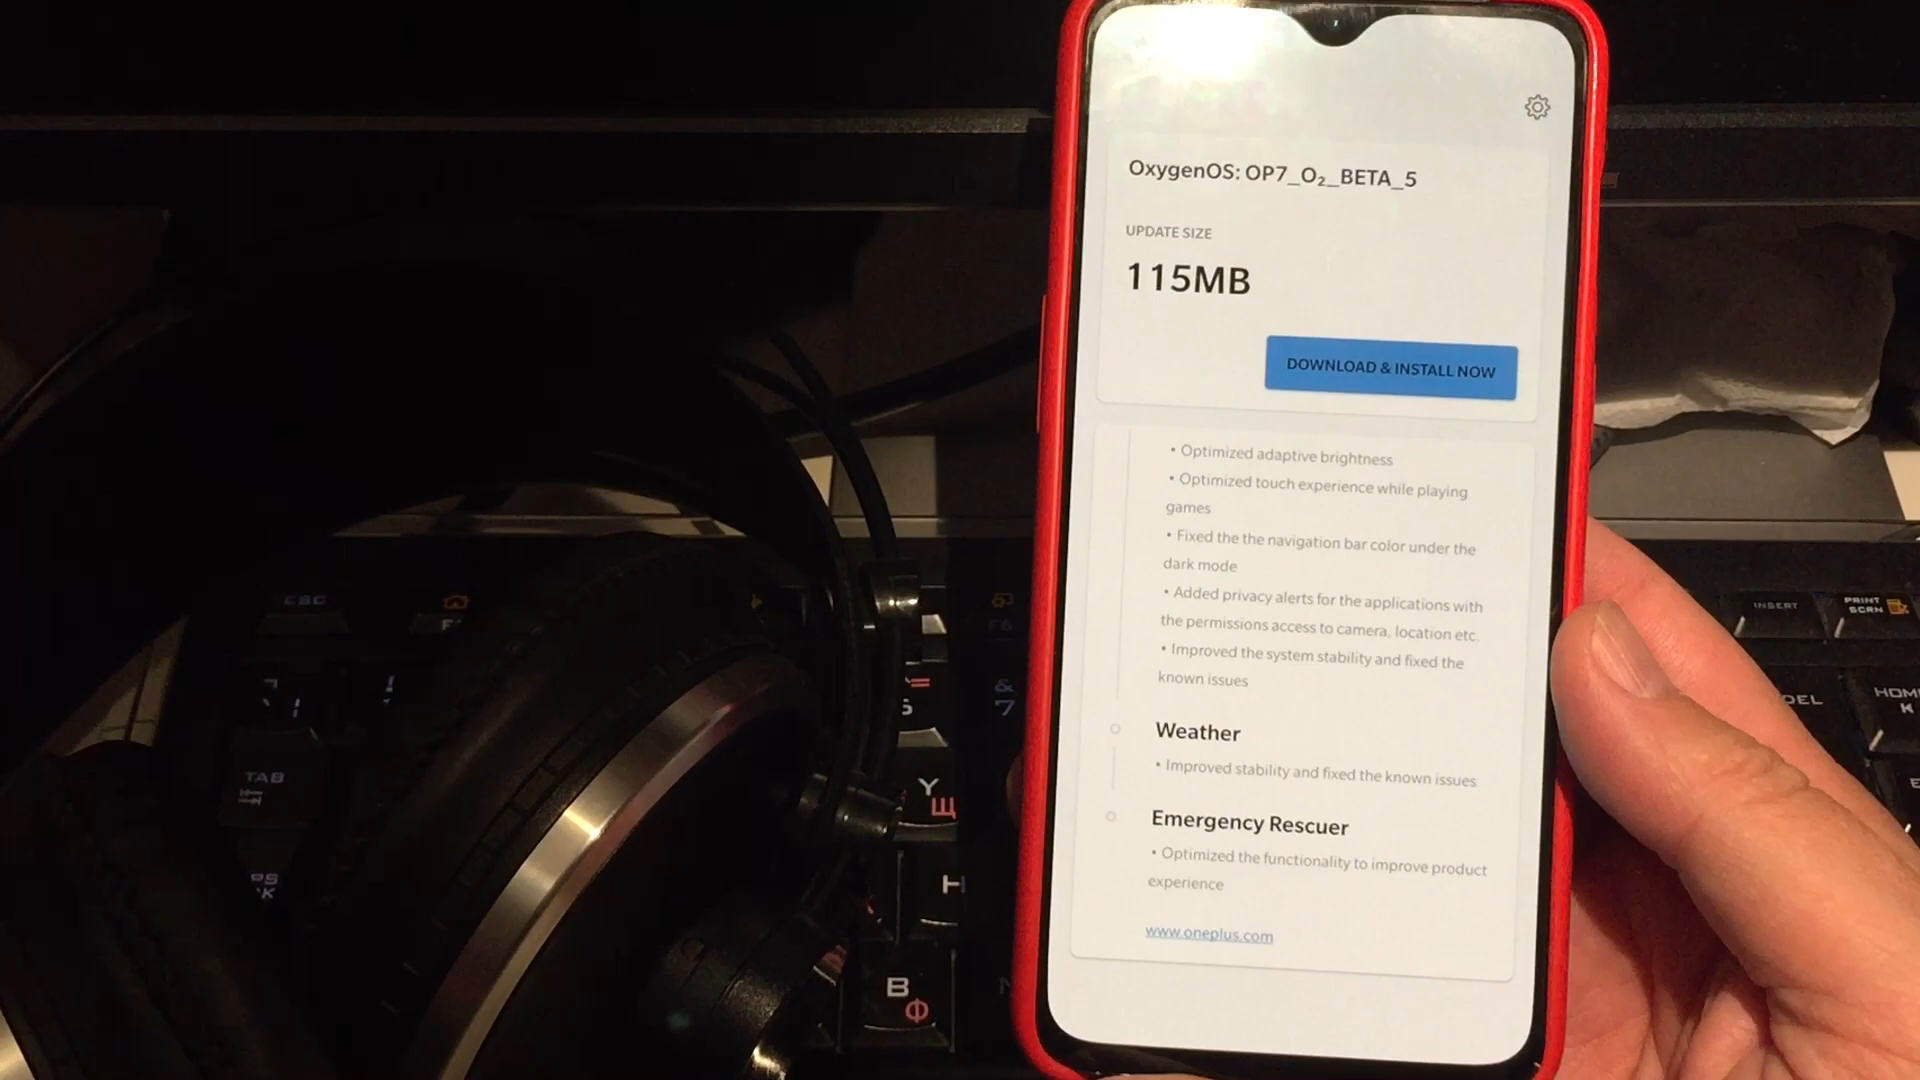 OxygenOS: OP7_O₂_BETA_5
UPDATE SIZE
115MB
DOWNLOAD & INSTALL NOW
• Optimized adaptive brightness
• Optimized touch experience while playing
games
• Fixed the the navigation bar color under the
dark mode
• Added privacy alerts for the applications with
the permissions access to camera, location etc.
• Improved the system stability and fixed the
known issues
Weather
• Improved stability and fixed the known issues
Emergency Rescuer
• Optimized the functionality to improve product
experience
www.oneplus.com
ESC
F6
INSERT
PRINT
SCRN
&
7
DEL
TAB
Y
Щ
H
B
Ф